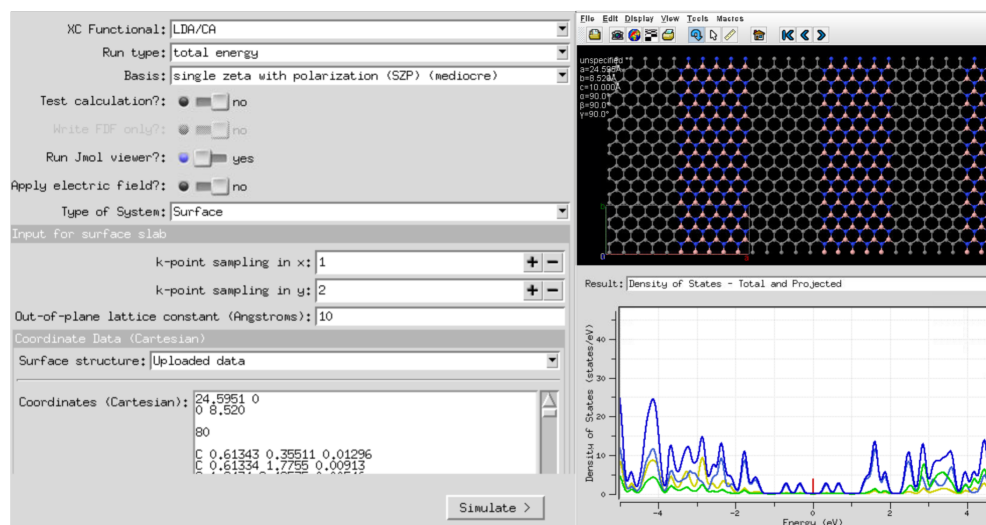 XC Functional: LDA/CA
Run type: total energy
Basis: single zeta with polarization (SZP) (mediocre)
Test calculation?: no
Write FDF only?: no
Run Jmol viewer?: yes
Apply electric field?: no
Type of System: Surface
Input for surface slab
k-point sampling in x: 1
k-point sampling in y: 2
Out-of-plane lattice constant (Angstroms): 10
Coordinate Data (Cartesian)
Surface structure: Uploaded data
Coordinates (Cartesian): 24.5951 0
0 8.520
80
C 0.61343 0.35511 0.01296
C 0.61334 1.7755 0.00913
Simulate >
File Edit Display View Tools Macros
unspecified
a=24.595Å
b=8.520Å
c=10.000Å
α=90.0°
β=90.0°
γ=90.0°
b
0
a
Result: Density of States - Total and Projected
Density of States (states/eV)
40
30
20
10
0
-4 -2 0 2 4
Energy (eV)